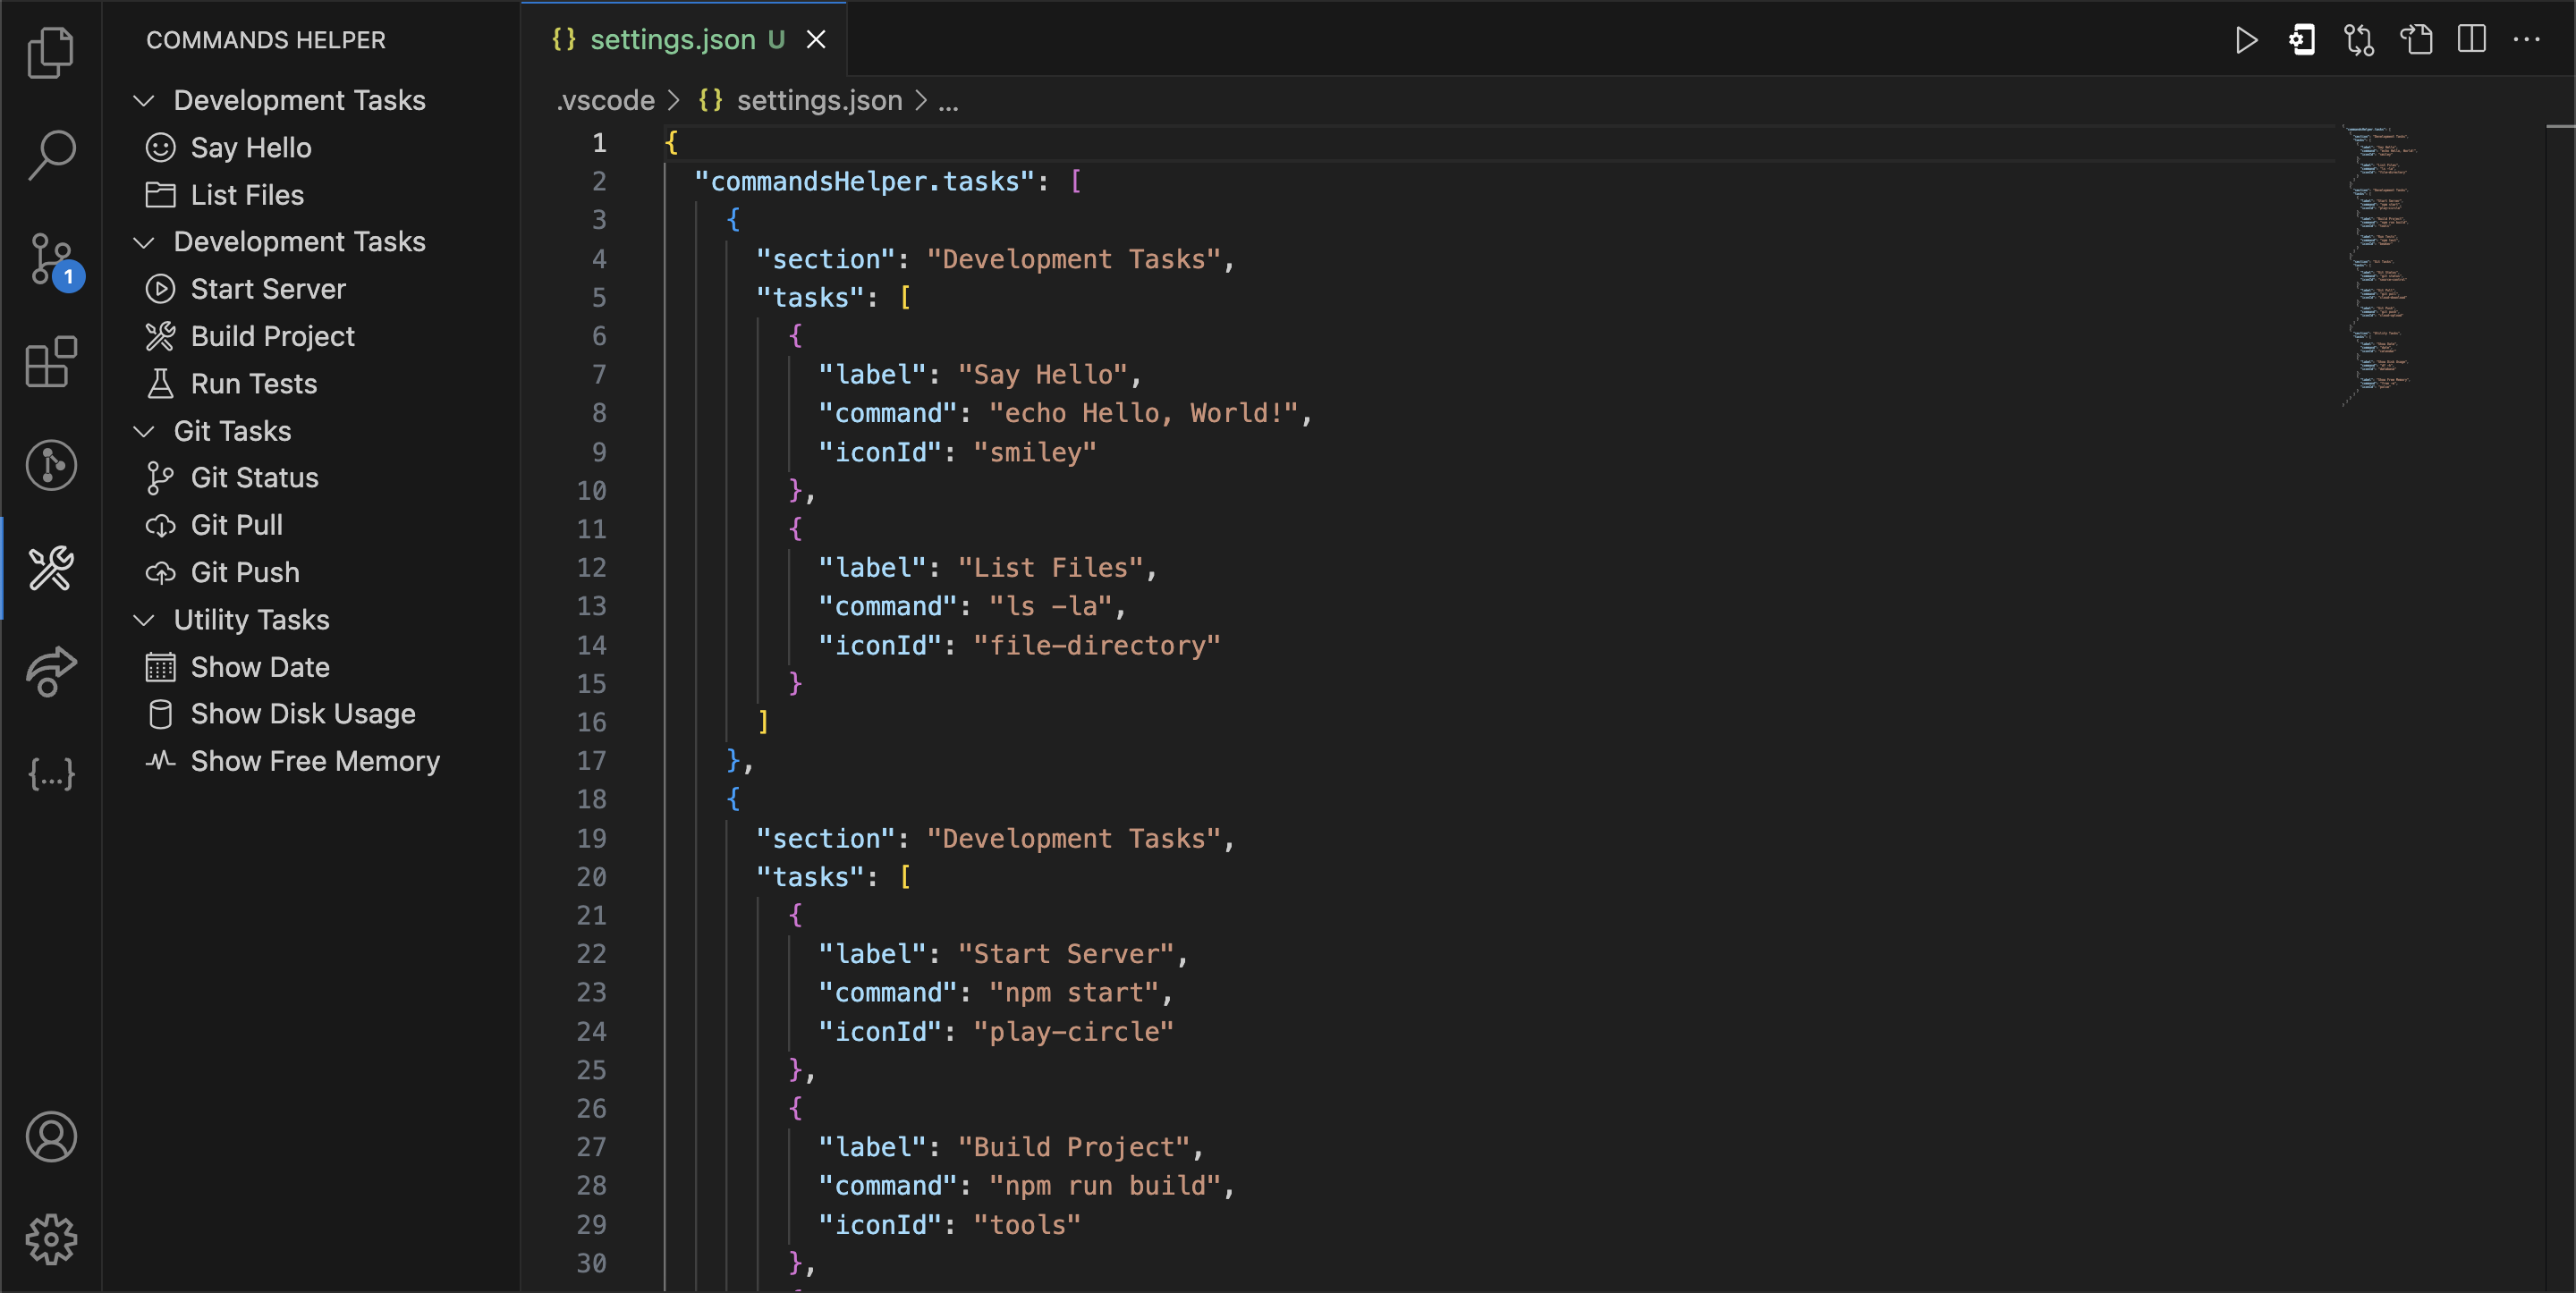 COMMANDS HELPER
Development Tasks
Say Hello
List Files
Development Tasks
Start Server
Build Project
Run Tests
Git Tasks
Git Status
Git Pull
Git Push
Utility Tasks
Show Date
Show Disk Usage
Show Free Memory
1
{} settings.json U
.vscode > {} settings.json > ...
1 {
2 "commandsHelper.tasks": [
3 {
4 "section": "Development Tasks",
5 "tasks": [
6 {
7 "label": "Say Hello",
8 "command": "echo Hello, World!",
9 "iconId": "smiley"
10 },
11 {
12 "label": "List Files",
13 "command": "ls -la",
14 "iconId": "file-directory"
15 }
16 ]
17 },
18 {
19 "section": "Development Tasks",
20 "tasks": [
21 {
22 "label": "Start Server",
23 "command": "npm start",
24 "iconId": "play-circle"
25 },
26 {
27 "label": "Build Project",
28 "command": "npm run build",
29 "iconId": "tools"
30 },